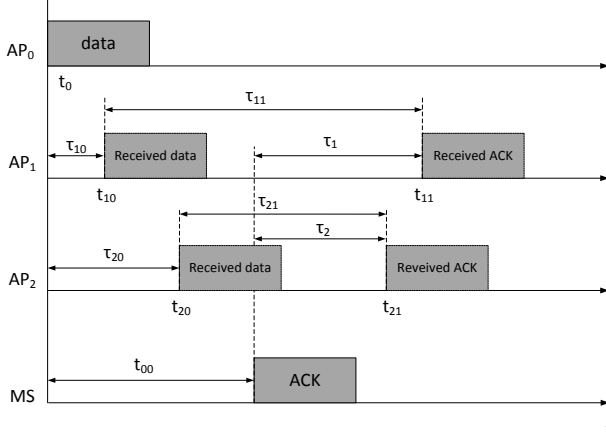 AP₀ data
t₀
τ₁₁
τ₁₀ τ₁
AP₁ Received data Received ACK
t₁₀ t₁₁
τ₂₁
τ₂
τ₂₀
AP₂ Received data Reveived ACK
t₂₀ t₂₁
t₀₀
MS ACK